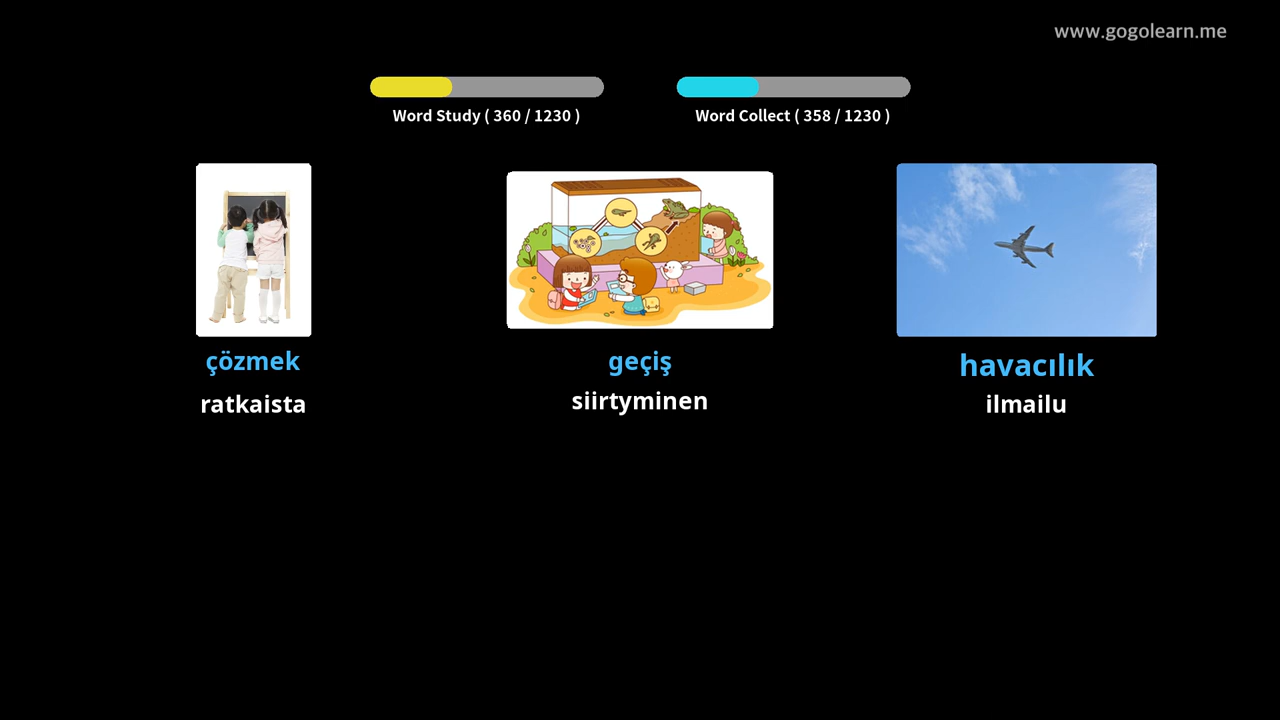 www.gogolearn.me
Word Study ( 360 / 1230 )
Word Collect ( 358 / 1230 )
çözmek
ratkaista
geçiş
siirtyminen
havacılık
ilmailu